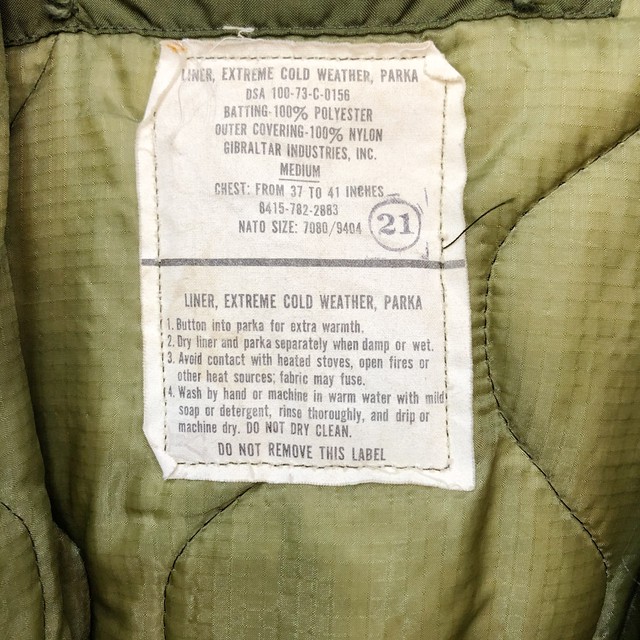 LINER, EXTREME COLD WEATHER, PARKA
DSA 100-73-C-0156
BATTING-100% POLYESTER
OUTER COVERING-100% NYLON
GIBRALTAR INDUSTRIES, INC.
MEDIUM
CHEST: FROM 37 TO 41 INCHES
8415-782-2883
NATO SIZE: 7080/9404
21
LINER, EXTREME COLD WEATHER, PARKA
1. Button into parka for extra warmth.
2. Dry liner and parka separately when damp or wet.
3. Avoid contact with heated stoves, open fires or
other heat sources; fabric may fuse.
4. Wash by hand or machine in warm water with mild
soap or detergent, rinse thoroughly, and drip or
machine dry. DO NOT DRY CLEAN.
DO NOT REMOVE THIS LABEL